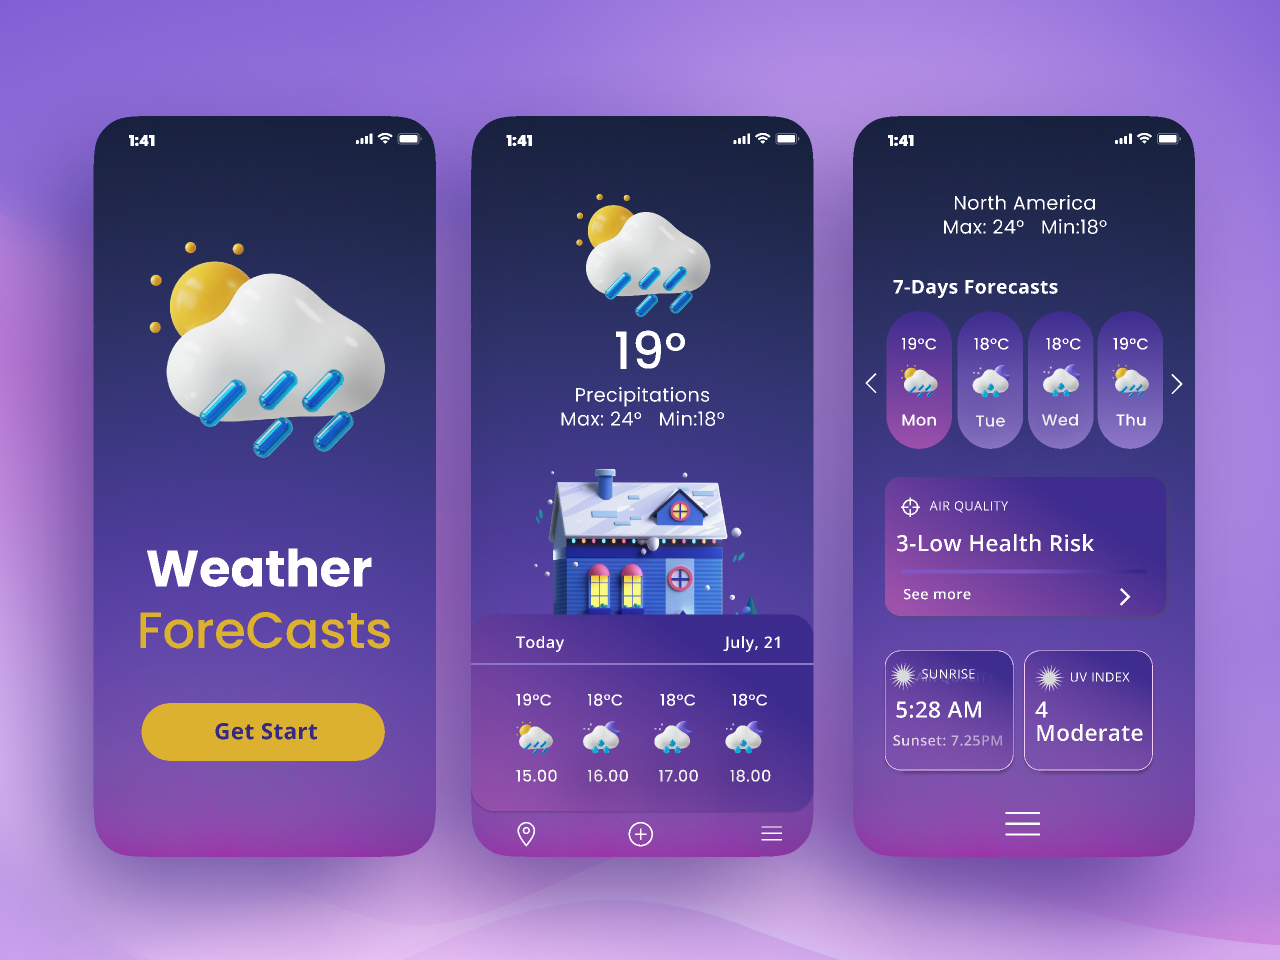 1:41
Weather
ForeCasts
Get Start
1:41
19°
Precipitations
Max: 24° Min:18°
Today July, 21
19°C 18°C 18°C 18°C
15.00 16.00 17.00 18.00
1:41
North America
Max: 24° Min:18°
7-Days Forecasts
19°C 18°C 18°C 19°C
Mon Tue Wed Thu
AIR QUALITY
3-Low Health Risk
See more
SUNRISE
5:28 AM
Sunset: 7.25PM
UV INDEX
4
Moderate